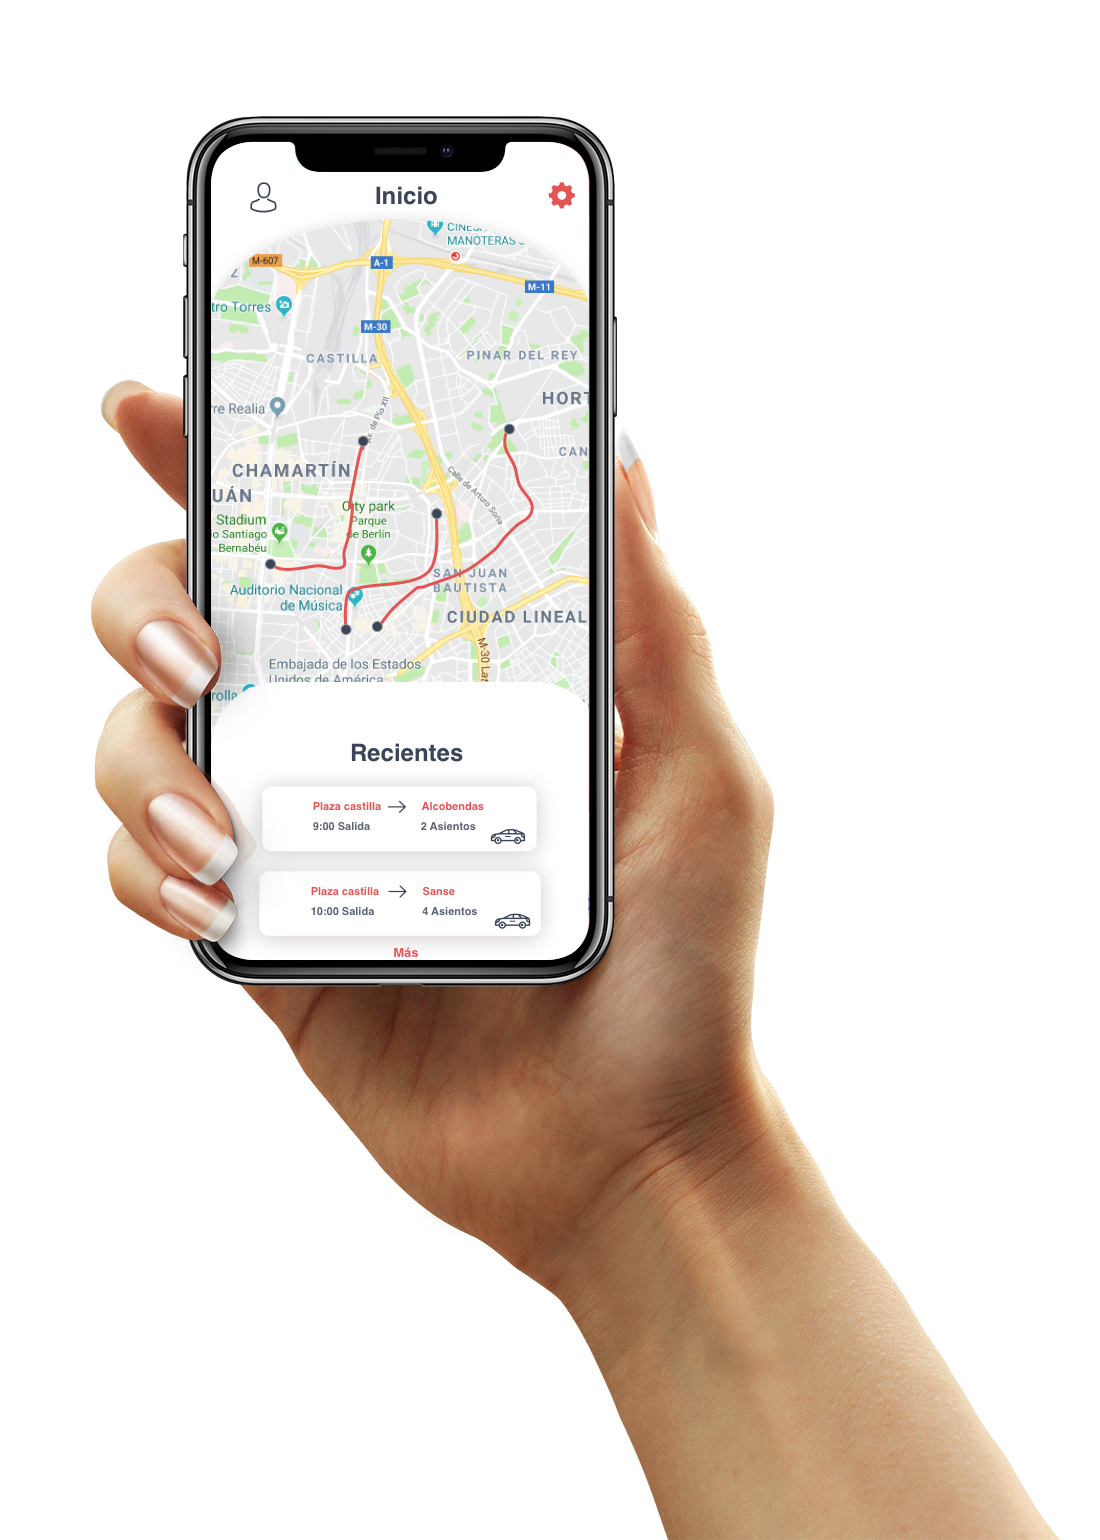 Inicio
MANOTERAS
M-607
A-1
M-11
tro Torres
M-30
CASTILLA
PINAR DEL REY
HORT
re Realia
Av. de Pío XII
CAN
CHAMARTÍN
UÁN
Calle de Arturo Soria
City park
Parque
de Berlín
Stadium
io Santiago
Bernabéu
SAN JUAN
BAUTISTA
Auditorio Nacional
de Música
CIUDAD LINEAL
M-30 Lat
Embajada de los Estados
Unidos de América
rolla
Recientes
Plaza castilla → Alcobendas
9:00 Salida 2 Asientos
Plaza castilla → Sanse
10:00 Salida 4 Asientos
Más